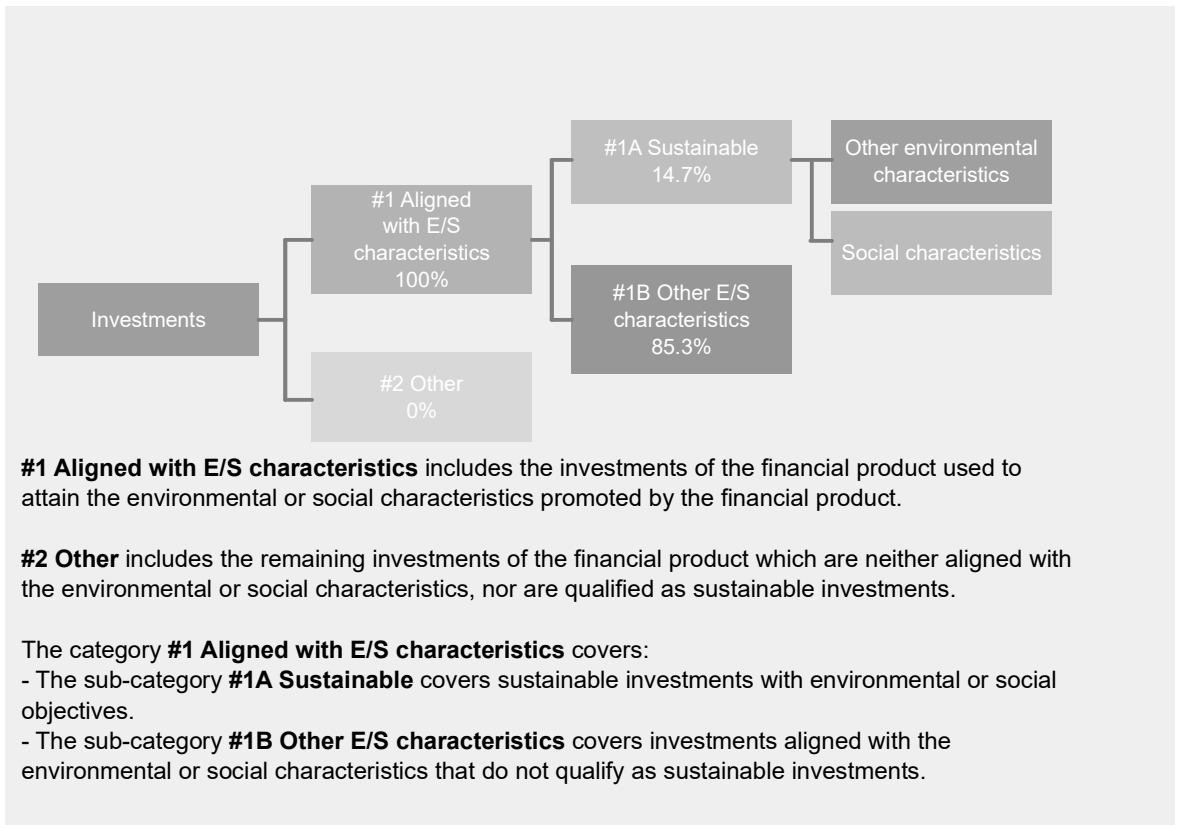 Investments
#1 Aligned
with E/S
characteristics
100%
#2 Other
0%
#1A Sustainable
14.7%
#1B Other E/S
characteristics
85.3%
Other environmental
characteristics
Social characteristics
#1 Aligned with E/S characteristics includes the investments of the financial product used to
attain the environmental or social characteristics promoted by the financial product.
#2 Other includes the remaining investments of the financial product which are neither aligned with
the environmental or social characteristics, nor are qualified as sustainable investments.
The category #1 Aligned with E/S characteristics covers:
- The sub-category #1A Sustainable covers sustainable investments with environmental or social
objectives.
- The sub-category #1B Other E/S characteristics covers investments aligned with the
environmental or social characteristics that do not qualify as sustainable investments.